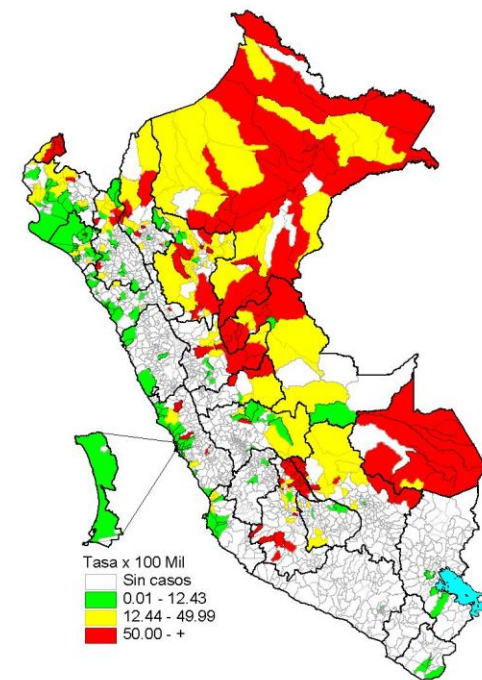 Tasa x 100 Mil
Sin casos
0.01 - 12.43
12.44 - 49.99
50.00 - +